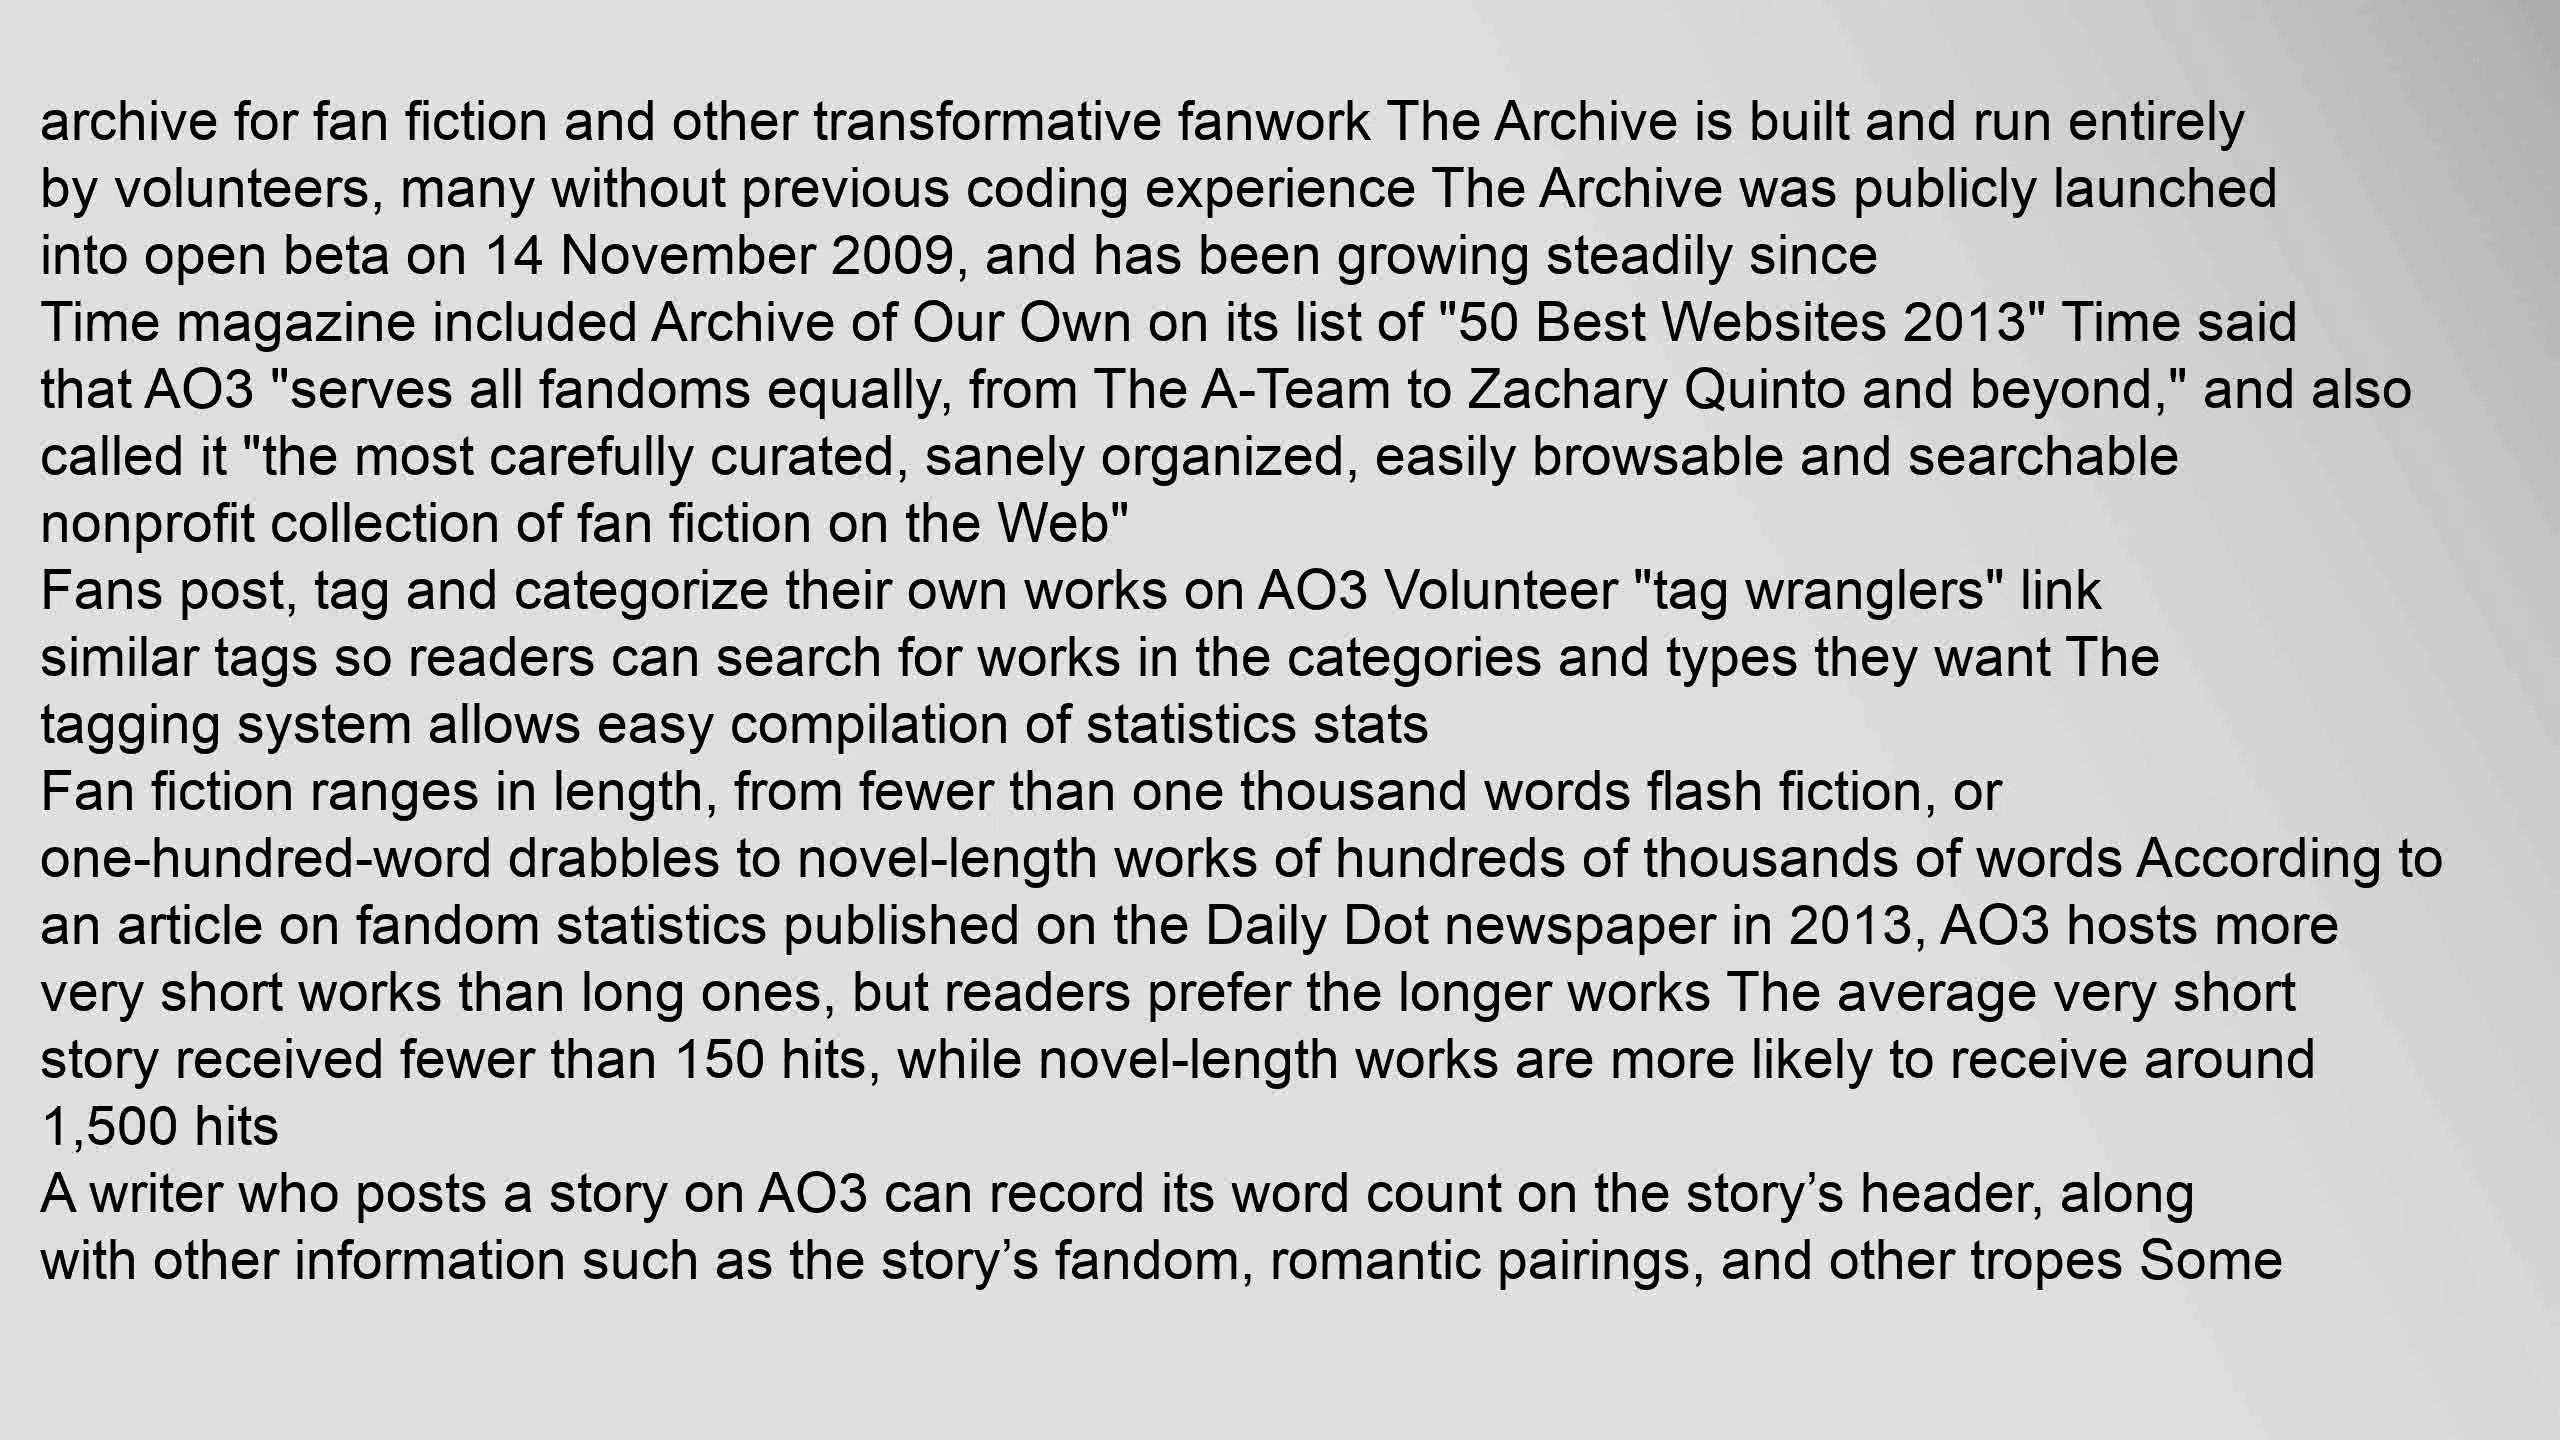 archive for fan fiction and other transformative fanwork The Archive is built and run entirely
by volunteers, many without previous coding experience The Archive was publicly launched
into open beta on 14 November 2009, and has been growing steadily since
Time magazine included Archive of Our Own on its list of "50 Best Websites 2013" Time said
that AO3 "serves all fandoms equally, from The A-Team to Zachary Quinto and beyond," and also
called it "the most carefully curated, sanely organized, easily browsable and searchable
nonprofit collection of fan fiction on the Web"
Fans post, tag and categorize their own works on AO3 Volunteer "tag wranglers" link
similar tags so readers can search for works in the categories and types they want The
tagging system allows easy compilation of statistics stats
Fan fiction ranges in length, from fewer than one thousand words flash fiction, or
one-hundred-word drabbles to novel-length works of hundreds of thousands of words According to
an article on fandom statistics published on the Daily Dot newspaper in 2013, AO3 hosts more
very short works than long ones, but readers prefer the longer works The average very short
story received fewer than 150 hits, while novel-length works are more likely to receive around
1,500 hits
A writer who posts a story on AO3 can record its word count on the story’s header, along
with other information such as the story’s fandom, romantic pairings, and other tropes Some